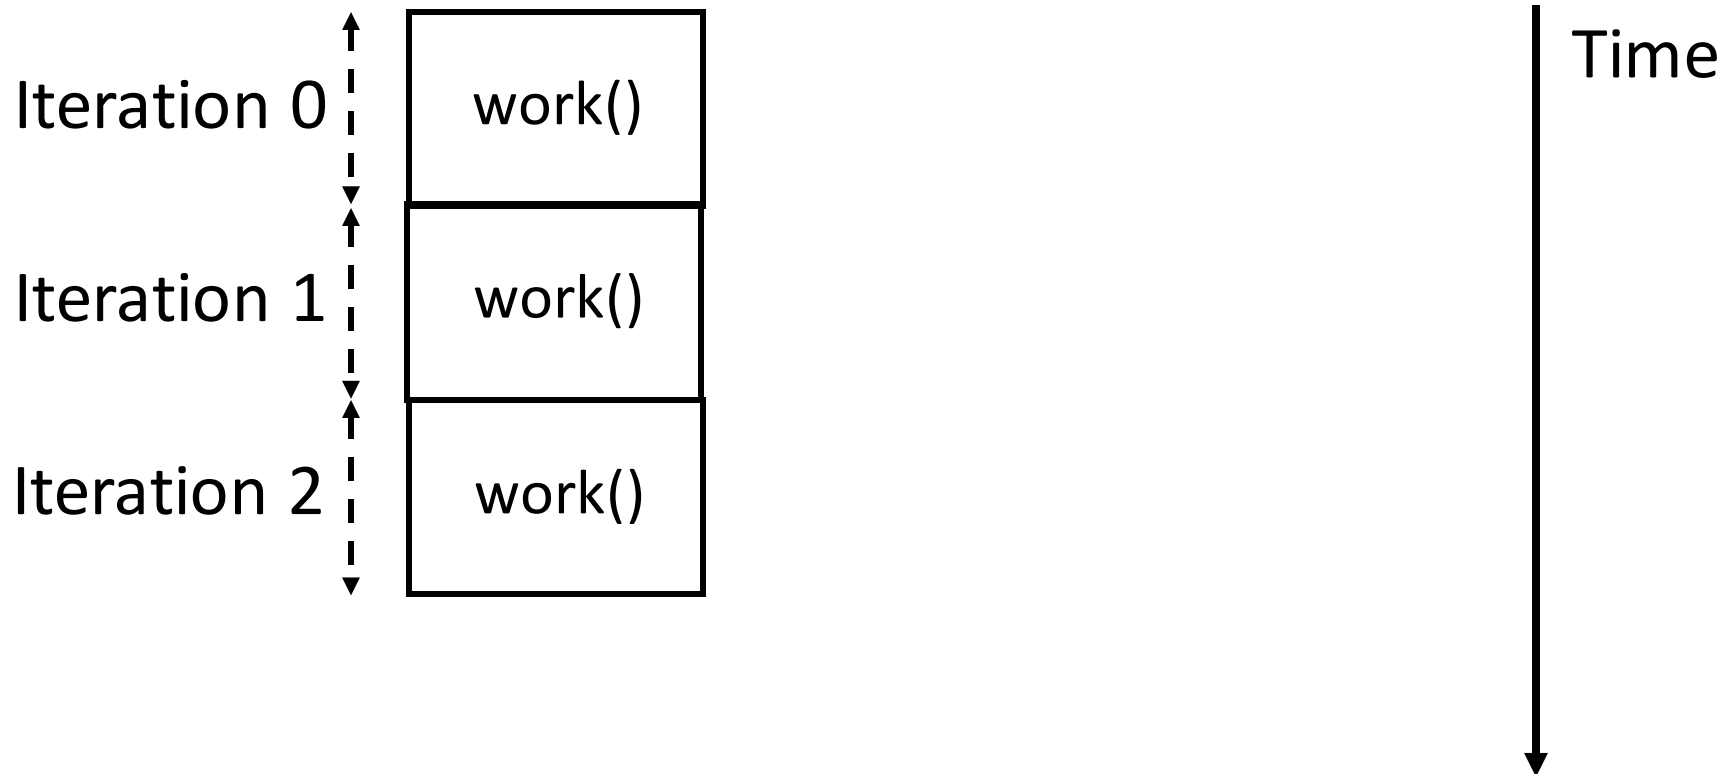 Time
Iteration 0
work()
Iteration 1
work()
Iteration 2
work()